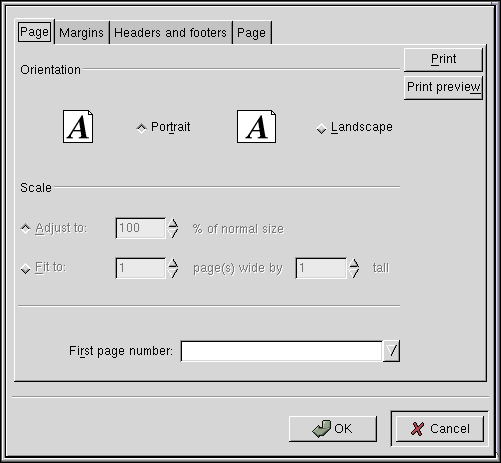 Page Margins Headers and footers Page
Print
Orientation
Print preview
A Portrait A Landscape
Scale
Adjust to: 100 % of normal size
Fit to: 1 page(s) wide by 1 tall
First page number:
OK Cancel